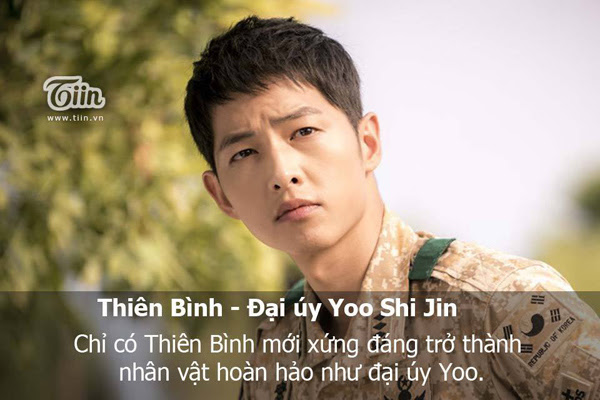 Tiin
www.tiin.vn
Thiên Bình - Đại úy Yoo Shi Jin
REPUBLIC OF KOREA
Chỉ có Thiên Bình mới xứng đáng trở thành
nhân vật hoàn hảo như đại úy Yoo.